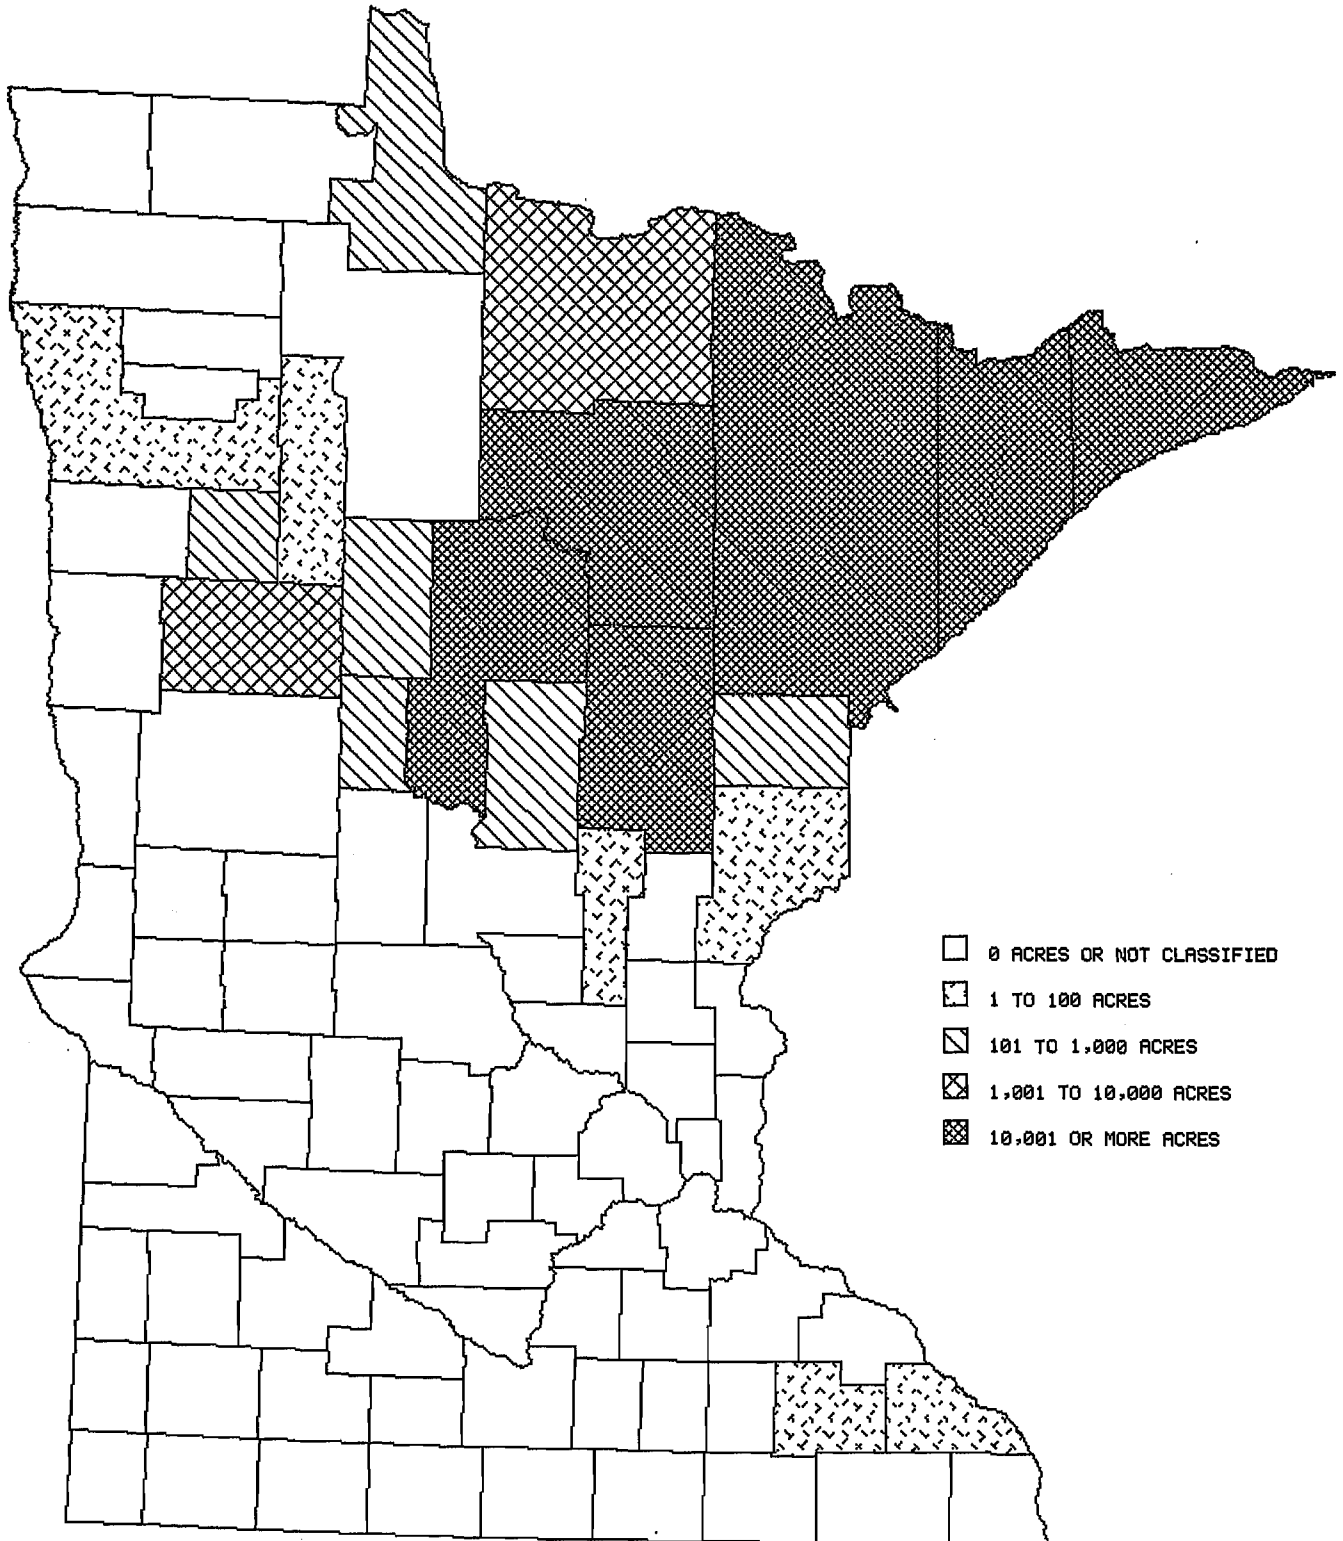 0 ACRES OR NOT CLASSIFIED
1 TO 100 ACRES
101 TO 1,000 ACRES
1,001 TO 10,000 ACRES
10,001 OR MORE ACRES